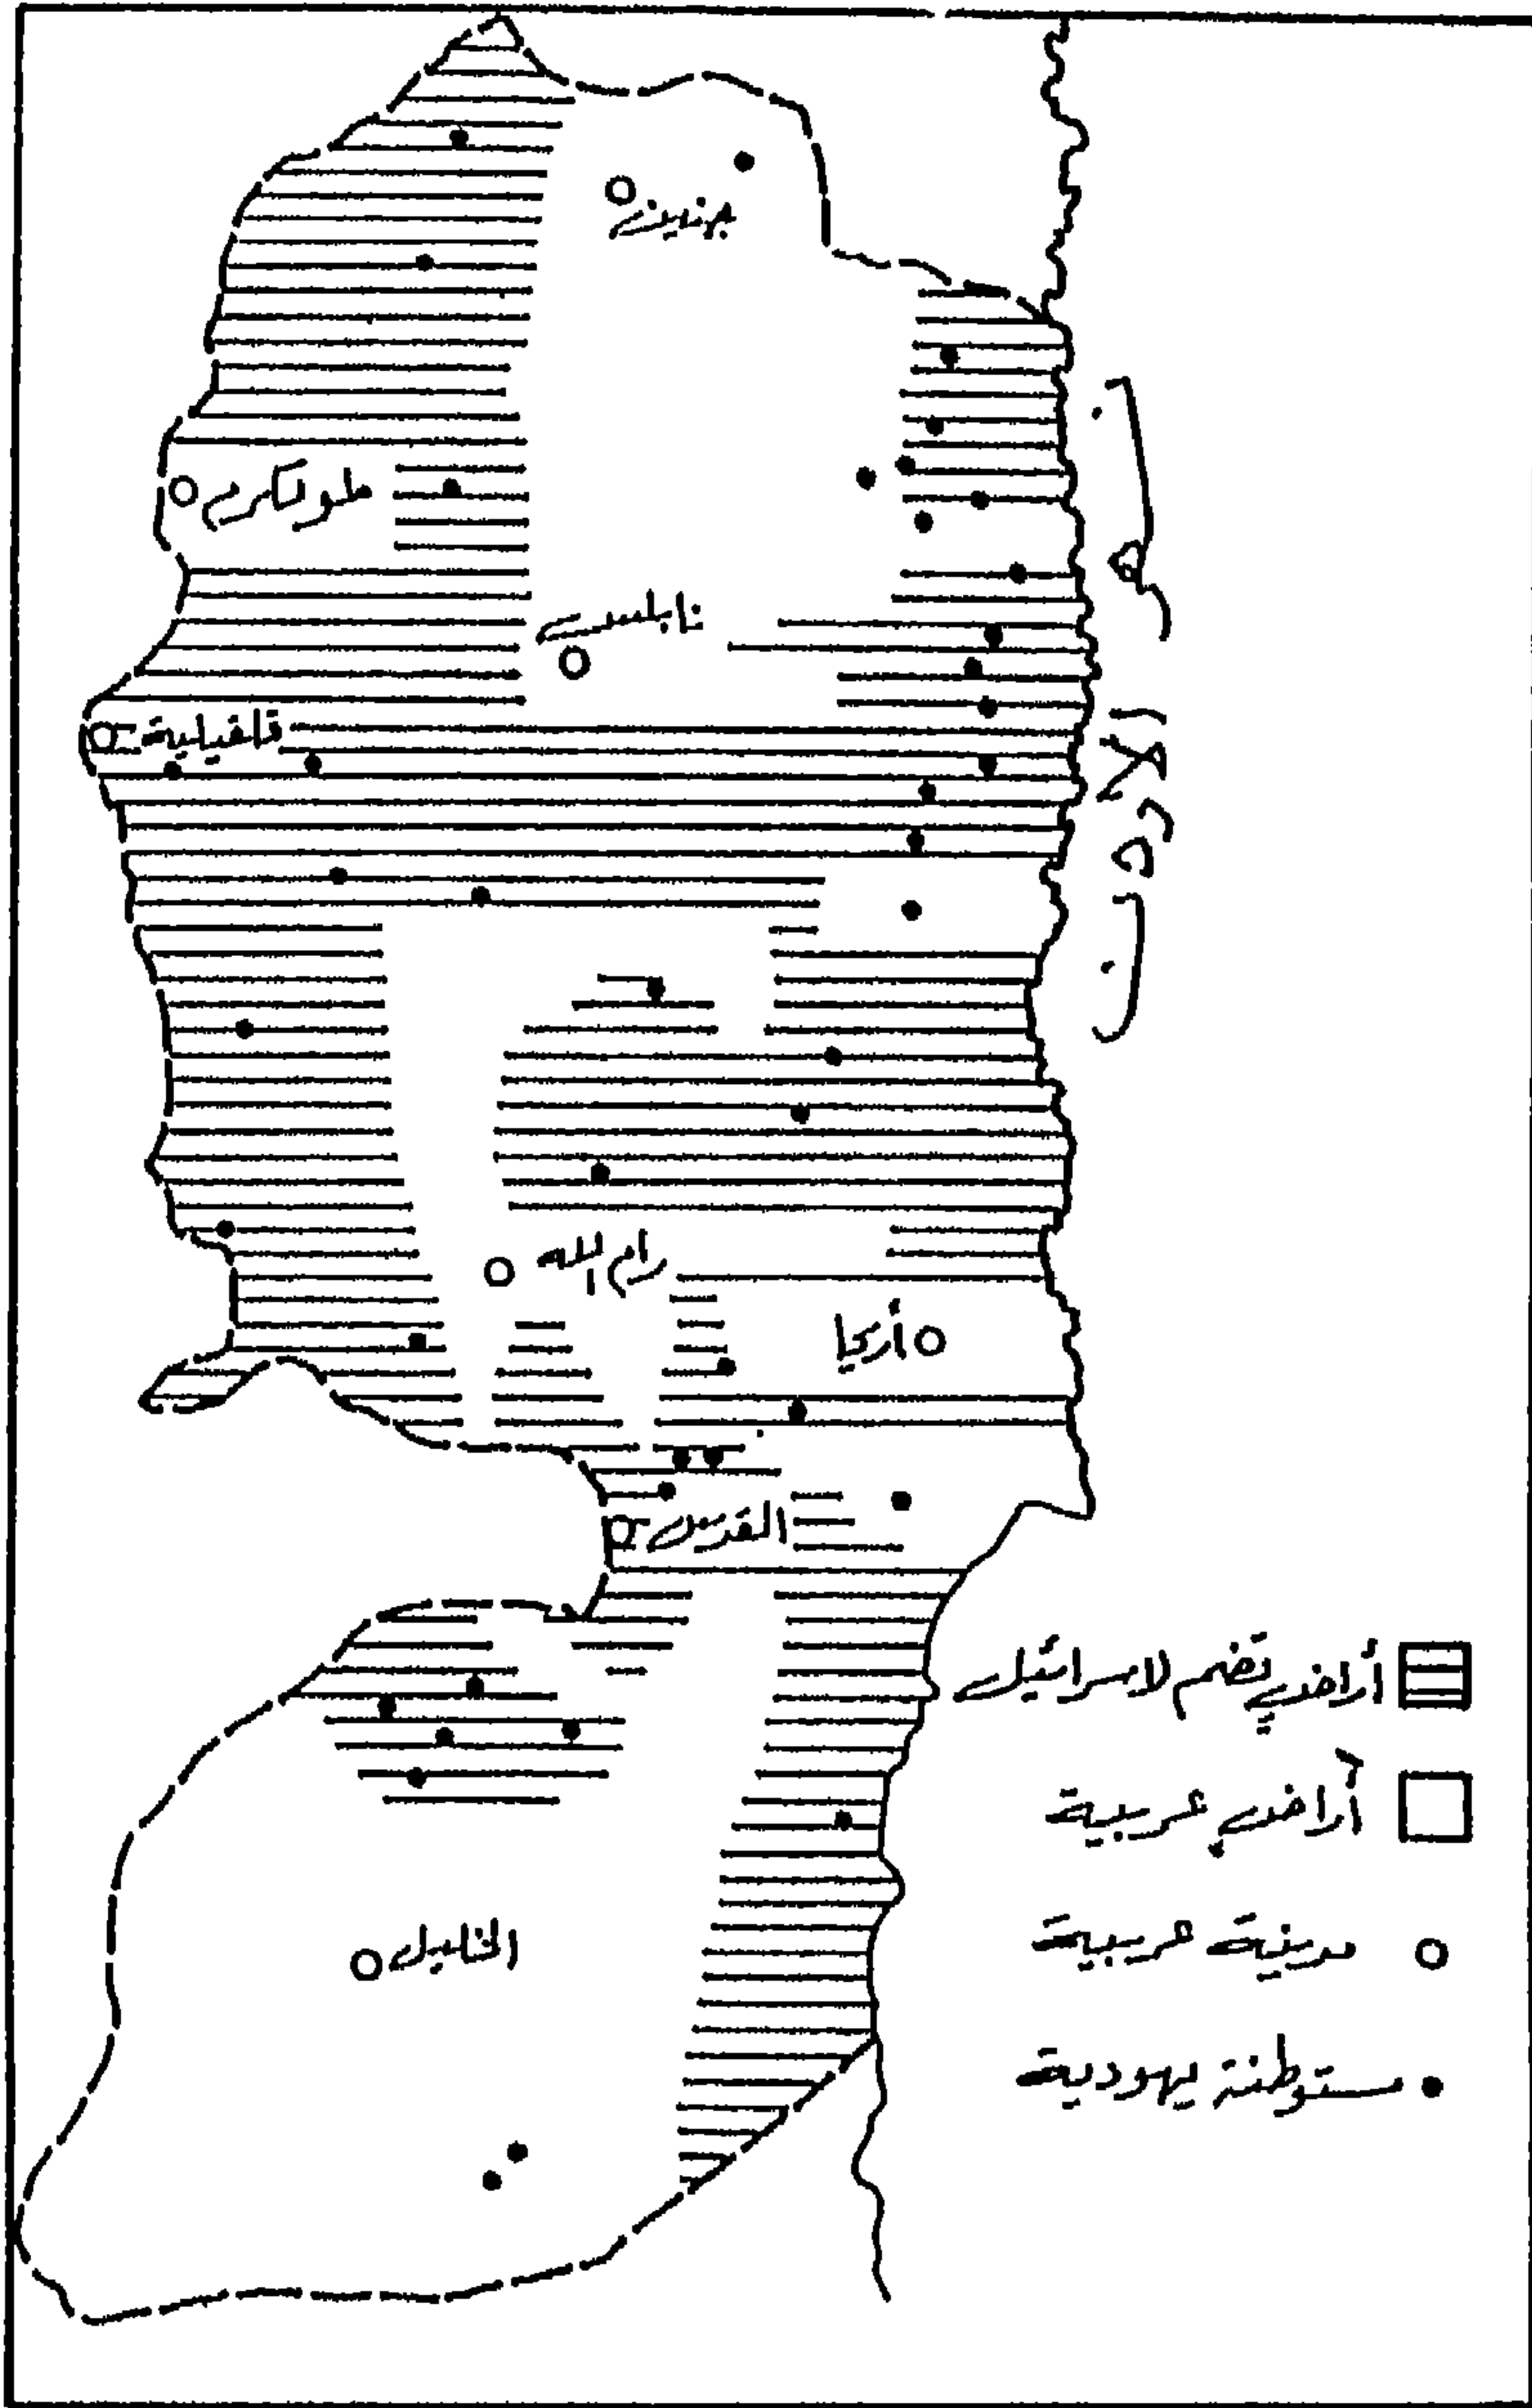 جنين
طولكرم
نابلس
قلقيلية
نهر الأردن
رام الله
أريحا
القدس
أراضي تضم لاسرائيل
أراضي عربية
مدينة عربية
مستوطنة يهودية
الخليل